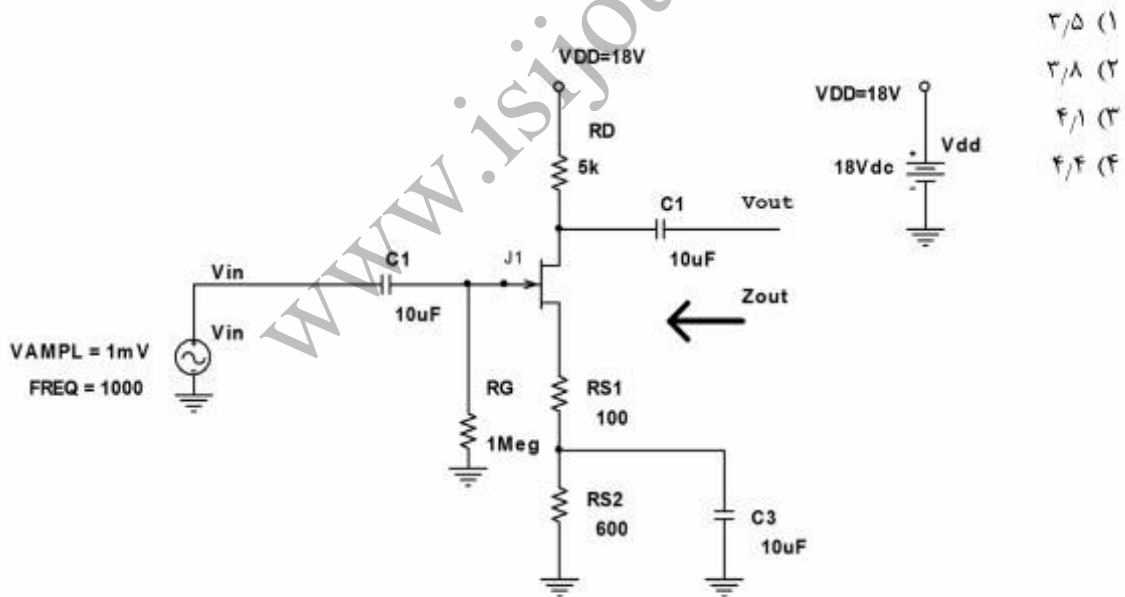 ۱) ۳٫۵
۲) ۳٫۸
۳) ۴٫۱
۴) ۴٫۴
VDD=18V
RD
5k
C1
Vout
10uF
VDD=18V
Vdd
18Vdc
+
-
J1
C1
Vin
10uF
Zout
Vin
VAMPL = 1mV
FREQ = 1000
RG
1Meg
RS1
100
RS2
600
C3
10uF